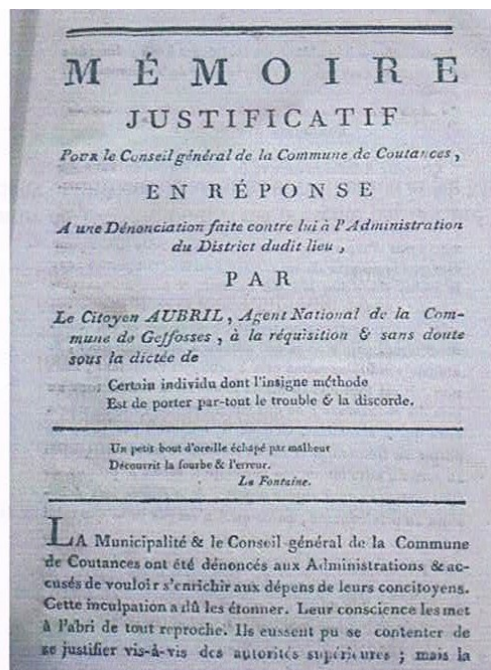 MÉMOIRE
JUSTIFICATIF
Pour le Conseil général de la Commune de Coutances,
EN RÉPONSE
A une Dénonciation faite contre lui à l'Administration
du District dudit lieu,
PAR
Le Citoyen AUBRIL, Agent National de la Com-
mune de Geffosses, à la réquisition & sans doute
sous la dictée de
Certain individu dont l'insigne méthode
Est de porter par-tout le trouble & la discorde.
Un petit bout d'oreille échapé par malheur
Découvrit la fourbe & l'erreur.
La Fontaine.
LA Municipalité & le Conseil général de la Commune
de Coutances ont été dénoncés aux Administrations & ac-
cusés de vouloir s'enrichir aux dépens de leurs concitoyens.
Cette inculpation a dû les étonner. Leur conscience les met
à l'abri de tout reproche. Ils eussent pu se contenter de
se justifier vis-à-vis des autorités supérieures ; mais la